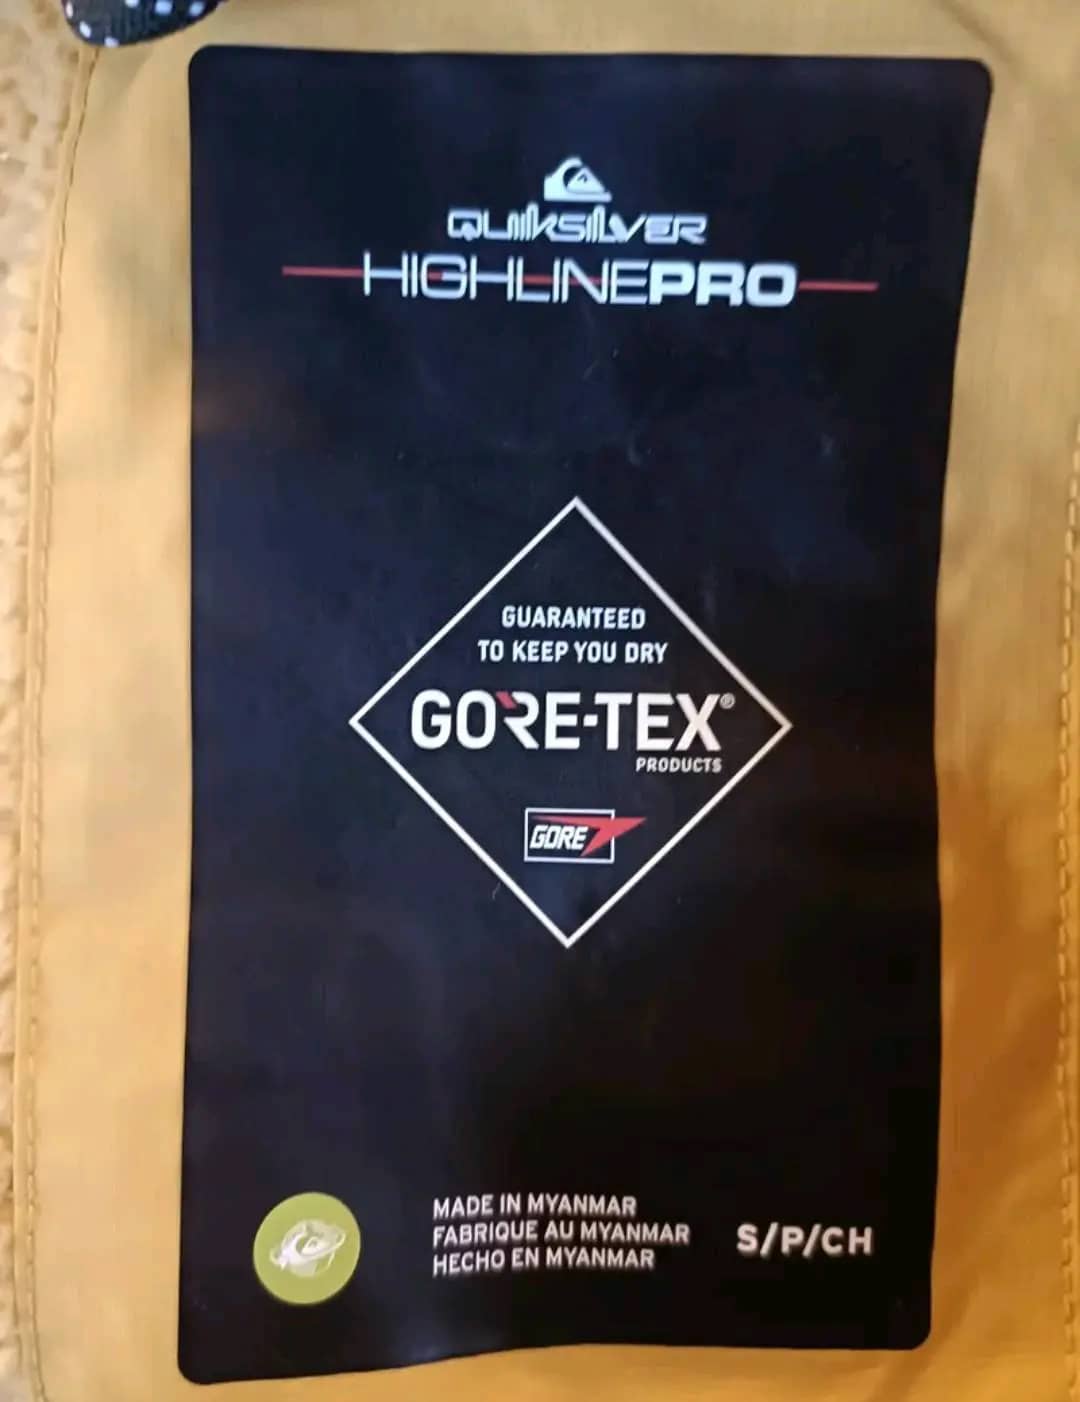 QUIKSILVER
HIGHLINEPRO
GUARANTEED
TO KEEP YOU DRY
GORE-TEX®
PRODUCTS
GORE
MADE IN MYANMAR
FABRIQUE AU MYANMAR
HECHO EN MYANMAR
S/P/CH